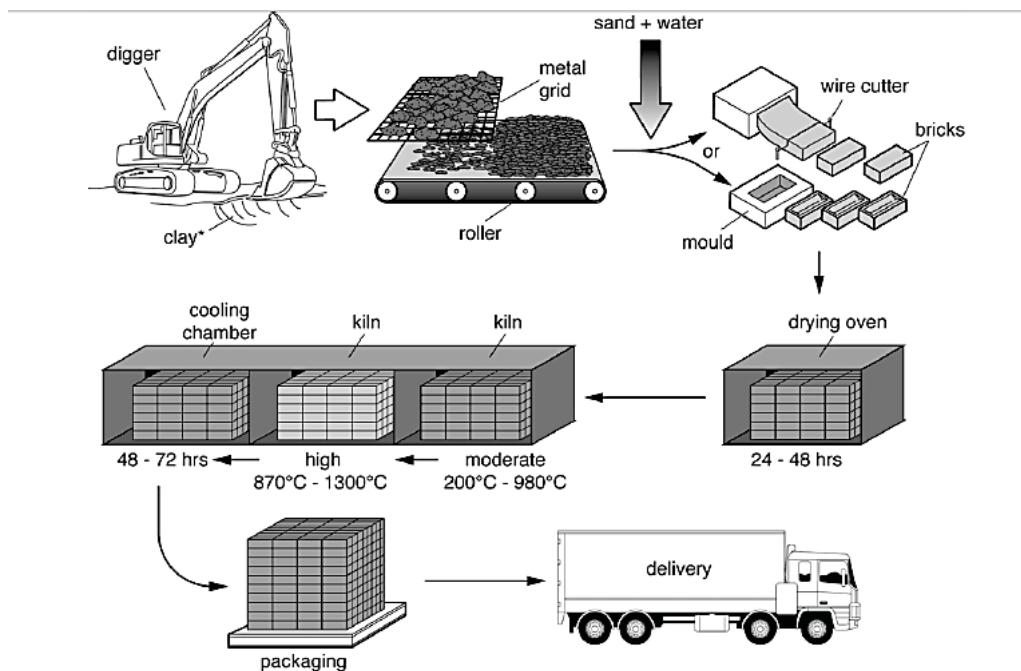 sand + water
digger
metal
grid
wire cutter
bricks
or
clay*
roller
mould
cooling
chamber
kiln
kiln
drying oven
48 - 72 hrs
high
870°C - 1300°C
moderate
200°C - 980°C
24 - 48 hrs
packaging
delivery